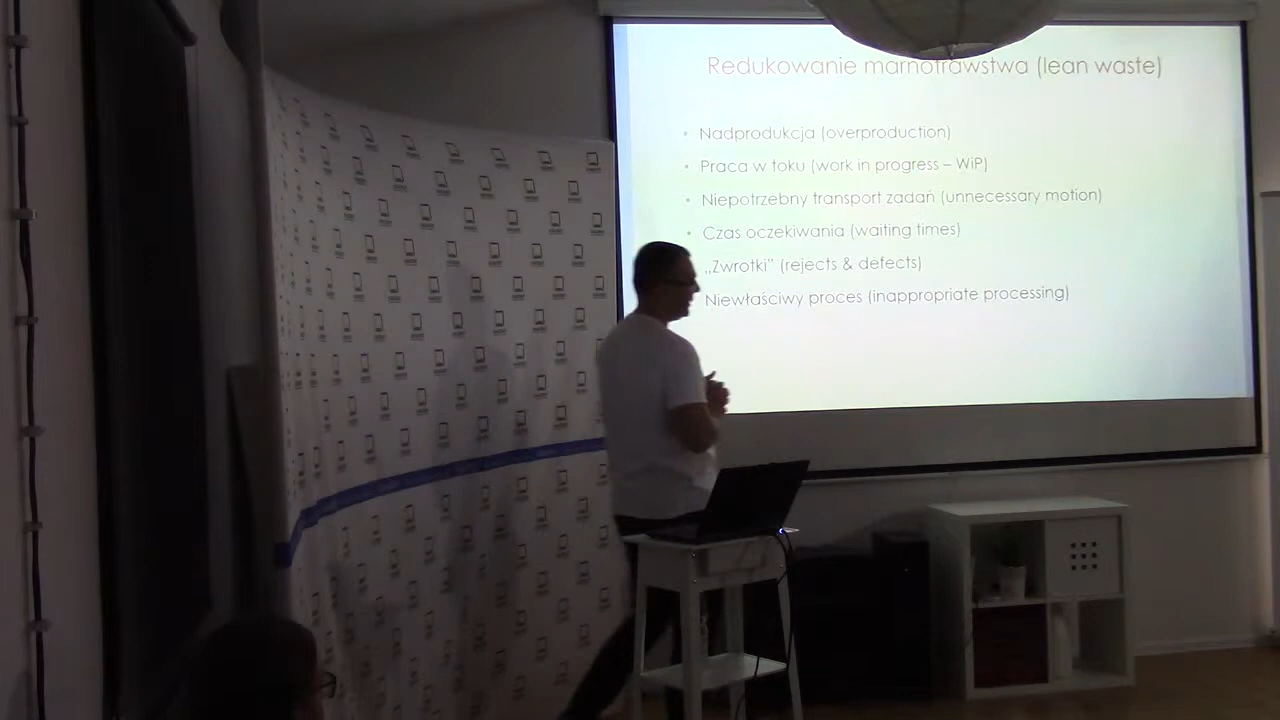 Redukowanie marnotrawstwa (lean waste)
Nadprodukcja (overproduction)
Praca w toku (work in progress – WiP)
Niepotrzebny transport zadań (unnecessary motion)
Czas oczekiwania (waiting times)
„Zwrotki" (rejects & defects)
Niewłaściwy proces (inappropriate processing)